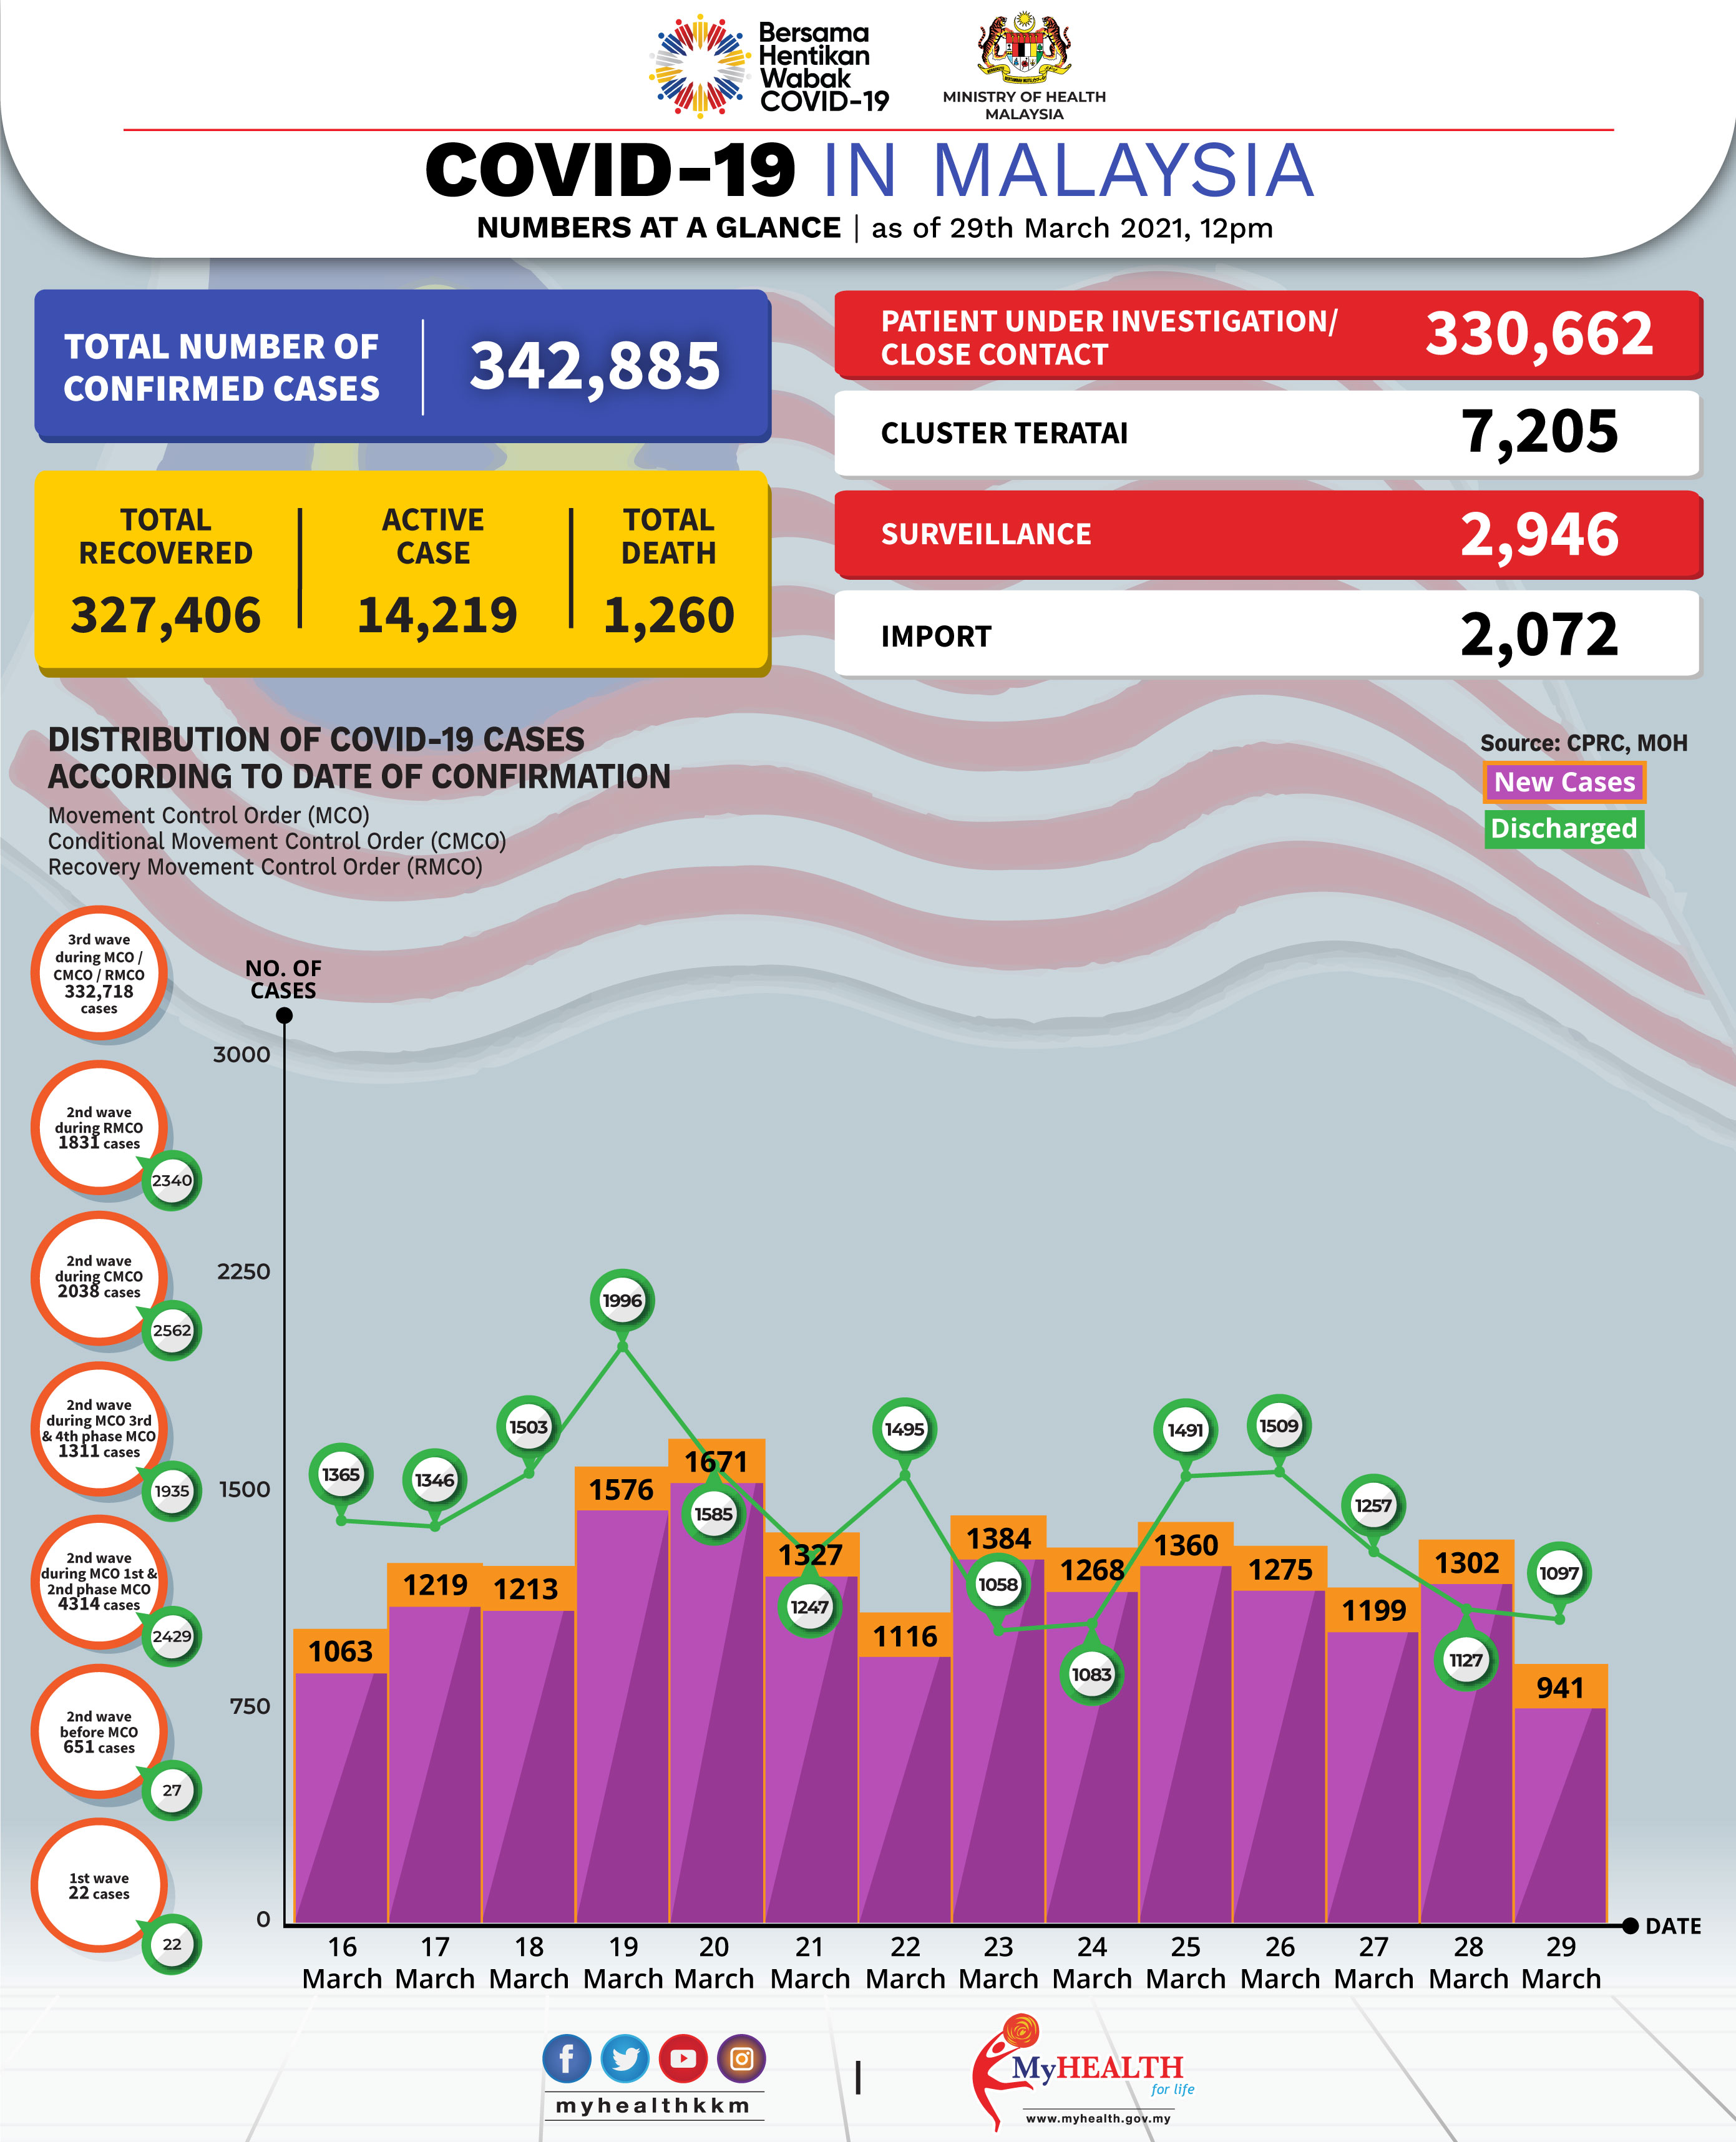 Bersama
Hentikan
Wabak
COVID-19
MINISTRY OF HEALTH
MALAYSIA
COVID-19 IN MALAYSIA
NUMBERS AT A GLANCE | as of 29th March 2021, 12pm
TOTAL NUMBER OF
CONFIRMED CASES
342,885
TOTAL
RECOVERED
327,406
ACTIVE
CASE
14,219
TOTAL
DEATH
1,260
PATIENT UNDER INVESTIGATION/
CLOSE CONTACT
330,662
CLUSTER TERATAI
7,205
SURVEILLANCE
2,946
IMPORT
2,072
DISTRIBUTION OF COVID-19 CASES
ACCORDING TO DATE OF CONFIRMATION
Movement Control Order (MCO)
Conditional Movement Control Order (CMCO)
Recovery Movement Control Order (RMCO)
Source: CPRC, MOH
New Cases
Discharged
3rd wave
during MCO /
CMCO / RMCO
332,718
cases
2nd wave
during RMCO
1831 cases
2340
2nd wave
during CMCO
2038 cases
2562
2nd wave
during MCO 3rd
& 4th phase MCO
1311 cases
1935
2nd wave
during MCO 1st &
2nd phase MCO
4314 cases
2429
2nd wave
before MCO
651 cases
27
1st wave
22 cases
22
NO. OF
CASES
3000
2250
1500
750
0
1365
1346
1503
1996
1585
1247
1495
1058
1083
1491
1509
1257
1127
1097
1063
1219
1213
1576
1671
1327
1116
1384
1268
1360
1275
1199
1302
941
DATE
16 March
17 March
18 March
19 March
20 March
21 March
22 March
23 March
24 March
25 March
26 March
27 March
28 March
29 March
myhealthkkm
MyHEALTH
for life
www.myhealth.gov.my